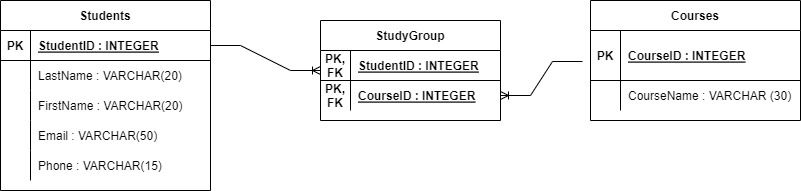 Students
PK StudentID : INTEGER
LastName : VARCHAR(20)
FirstName : VARCHAR(20)
Email : VARCHAR(50)
Phone : VARCHAR(15)
StudyGroup
PK, FK StudentID : INTEGER
PK, FK CourseID : INTEGER
Courses
PK CourseID : INTEGER
CourseName : VARCHAR (30)